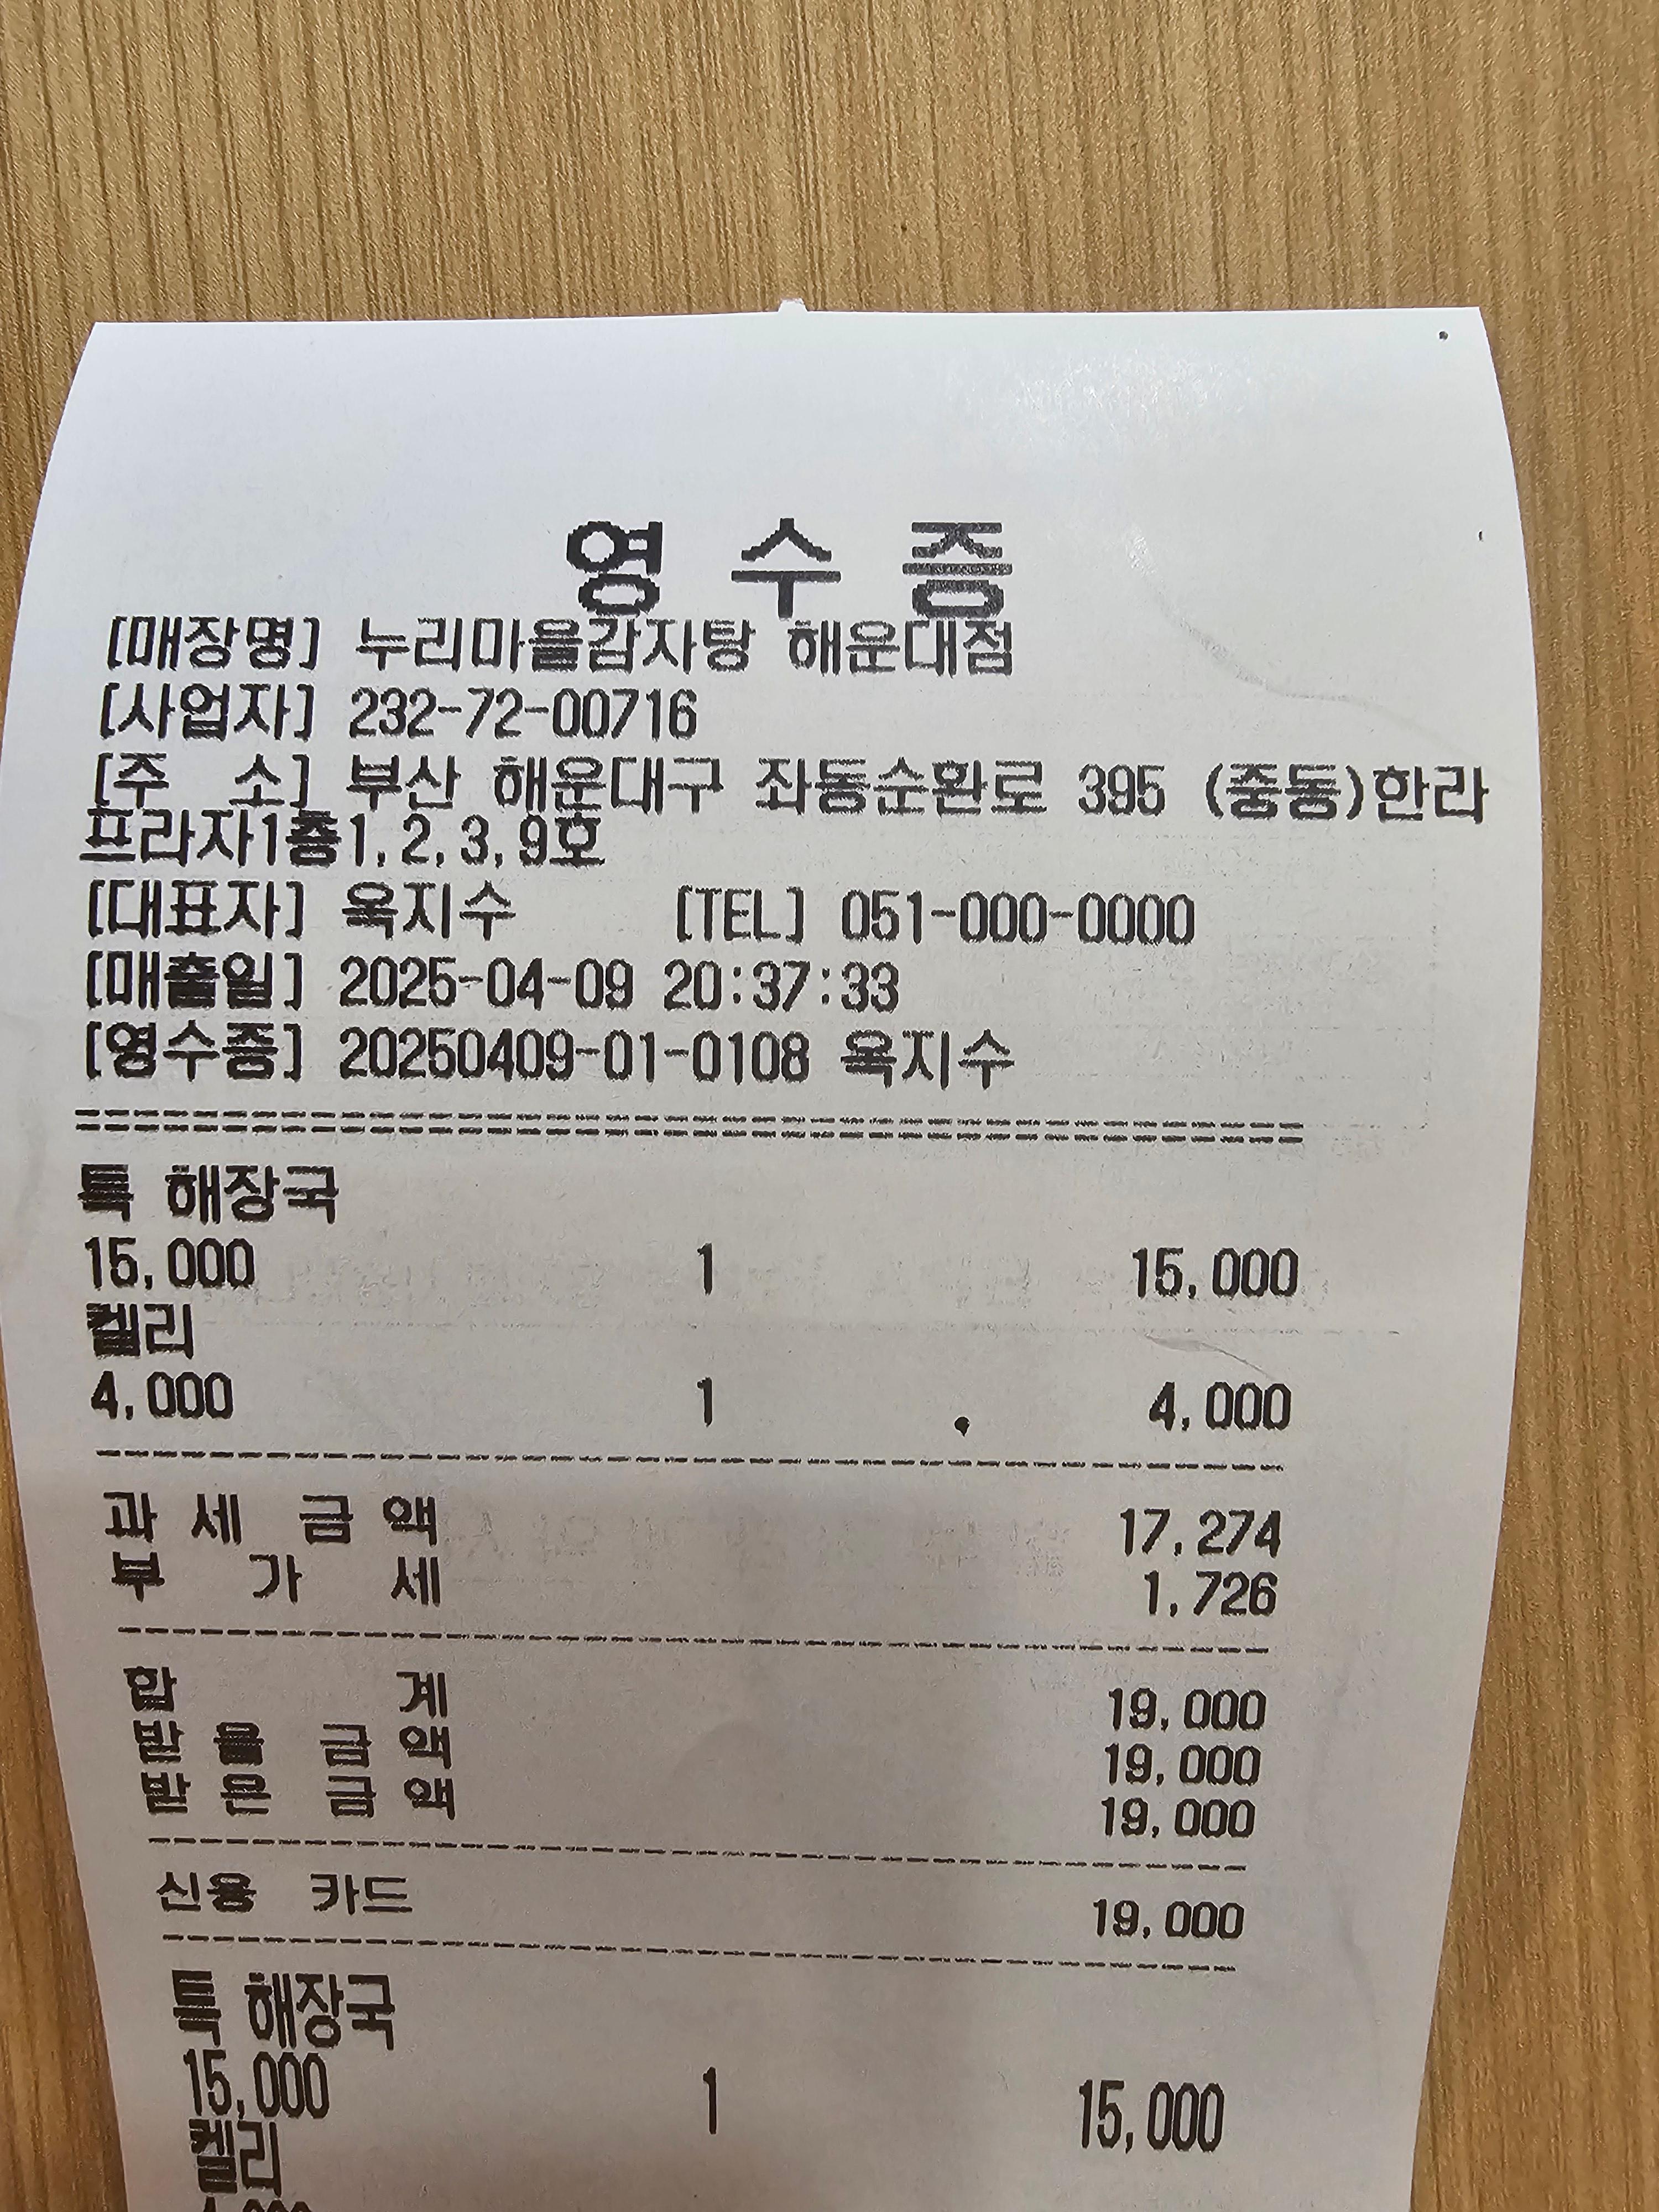 영 수 증
[매장명] 누리마을감자탕 해운대점
[사업자] 232-72-00716
[주 소] 부산 해운대구 좌동순환로 395 (중동)한라
프라자1층1,2,3,9호
[대표자] 옥지수 [TEL] 051-000-0000
[매출일] 2025-04-09 20:37:33
[영수증] 20250409-01-0108 옥지수
특 해장국
15,000 1 15,000
켈리
4,000 1 4,000
과 세 금 액 17,274
부 가 세 1,726
합 계 19,000
받 을 금 액 19,000
받 은 금 액 19,000
신용 카드 19,000
특 해장국
15,000 1 15,000
켈리